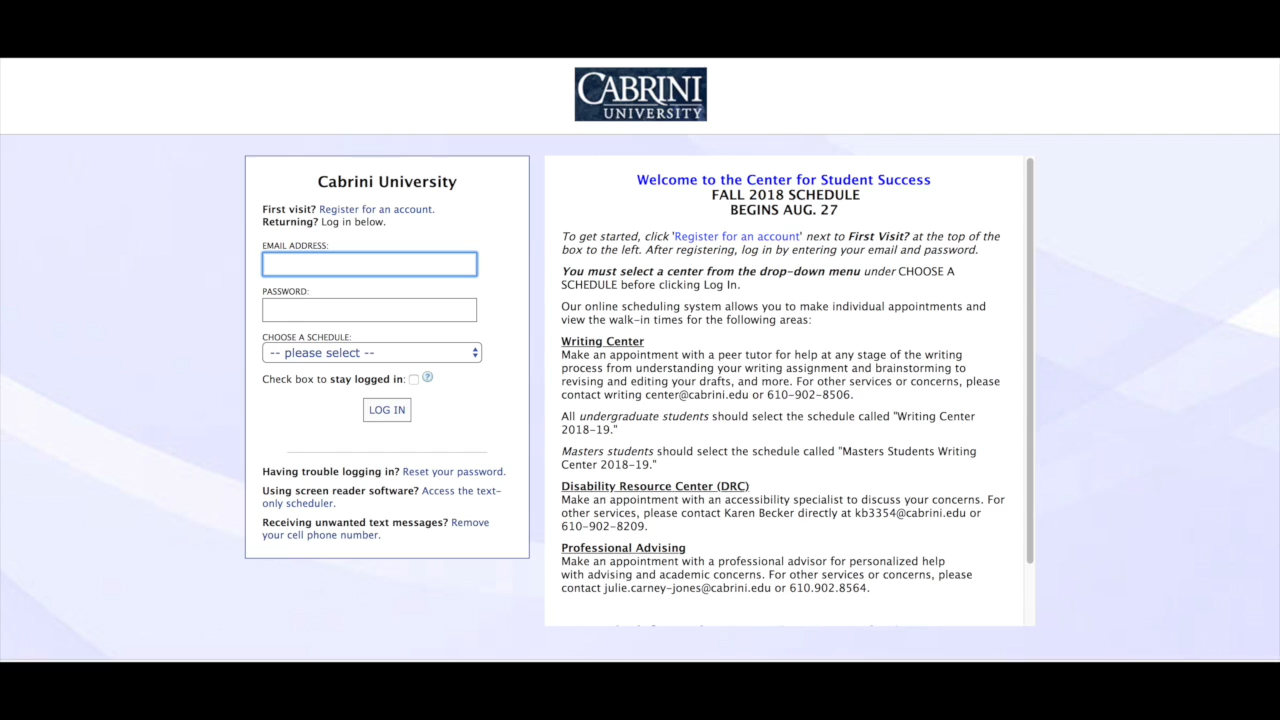 CABRINI
UNIVERSITY
Cabrini University
First visit? Register for an account.
Returning? Log in below.
EMAIL ADDRESS:
PASSWORD:
CHOOSE A SCHEDULE:
-- please select --
Check box to stay logged in: ?
LOG IN
Having trouble logging in? Reset your password.
Using screen reader software? Access the text-
only scheduler.
Receiving unwanted text messages? Remove
your cell phone number.
Welcome to the Center for Student Success
FALL 2018 SCHEDULE
BEGINS AUG. 27
To get started, click 'Register for an account' next to First Visit? at the top of the
box to the left. After registering, log in by entering your email and password.
You must select a center from the drop-down menu under CHOOSE A
SCHEDULE before clicking Log In.
Our online scheduling system allows you to make individual appointments and
view the walk-in times for the following areas:
Writing Center
Make an appointment with a peer tutor for help at any stage of the writing
process from understanding your writing assignment and brainstorming to
revising and editing your drafts, and more. For other services or concerns, please
contact writing center@cabrini.edu or 610-902-8506.
All undergraduate students should select the schedule called "Writing Center
2018-19."
Masters students should select the schedule called "Masters Students Writing
Center 2018-19."
Disability Resource Center (DRC)
Make an appointment with an accessibility specialist to discuss your concerns. For
other services, please contact Karen Becker directly at kb3354@cabrini.edu or
610-902-8209.
Professional Advising
Make an appointment with a professional advisor for personalized help
with advising and academic concerns. For other services or concerns, please
contact julie.carney-jones@cabrini.edu or 610.902.8564.